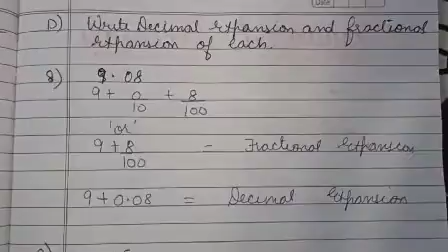 D) Write Decimal expansion and fractional
expansion of each.
8) 9.08
9 + 0/10 + 8/100
'or'
9 + 8/100 = Fractional Expansion
9 + 0.08 = Decimal Expansion